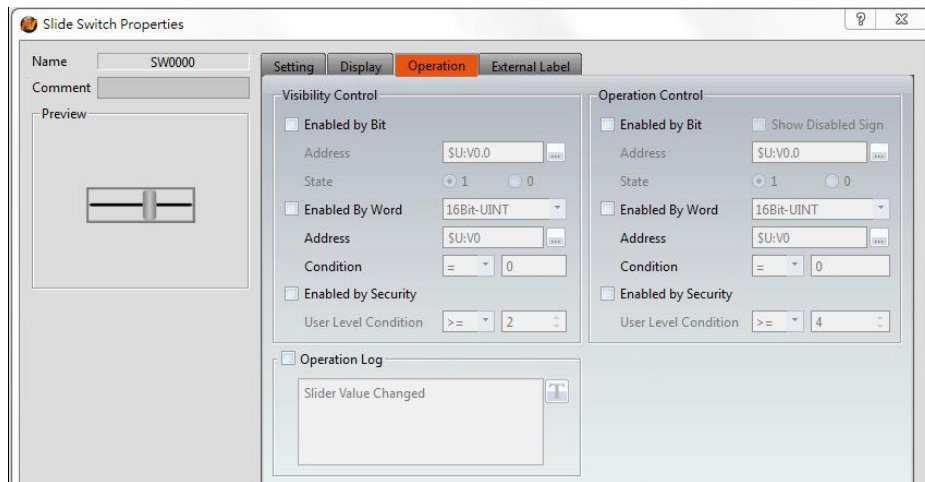 Slide Switch Properties
Name SW0000
Comment
Preview
Setting Display Operation External Label
Visibility Control
Enabled by Bit
Address $U:V0.0 ...
State 1 0
Enabled By Word 16Bit-UINT
Address $U:V0 ...
Condition = 0
Enabled by Security
User Level Condition >= 2
Operation Log
Slider Value Changed
T
Operation Control
Enabled by Bit Show Disabled Sign
Address $U:V0.0 ...
State 1 0
Enabled By Word 16Bit-UINT
Address $U:V0 ...
Condition = 0
Enabled by Security
User Level Condition >= 4